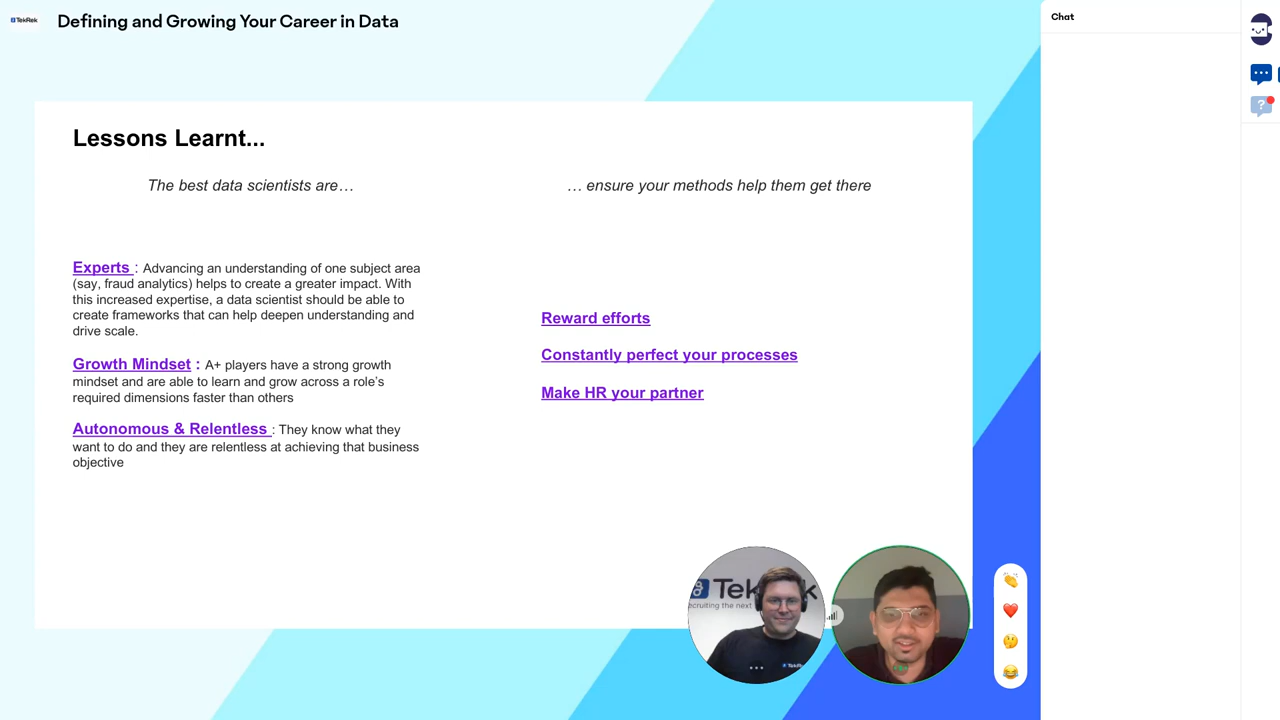 TekRek
Defining and Growing Your Career in Data
Chat
Lessons Learnt...
The best data scientists are…
… ensure your methods help them get there
Experts : Advancing an understanding of one subject area
(say, fraud analytics) helps to create a greater impact. With
this increased expertise, a data scientist should be able to
create frameworks that can help deepen understanding and
drive scale.
Growth Mindset : A+ players have a strong growth
mindset and are able to learn and grow across a role's
required dimensions faster than others
Autonomous & Relentless : They know what they
want to do and they are relentless at achieving that business
objective
Reward efforts
Constantly perfect your processes
Make HR your partner
Tek k
ecruiting the next
TekRek